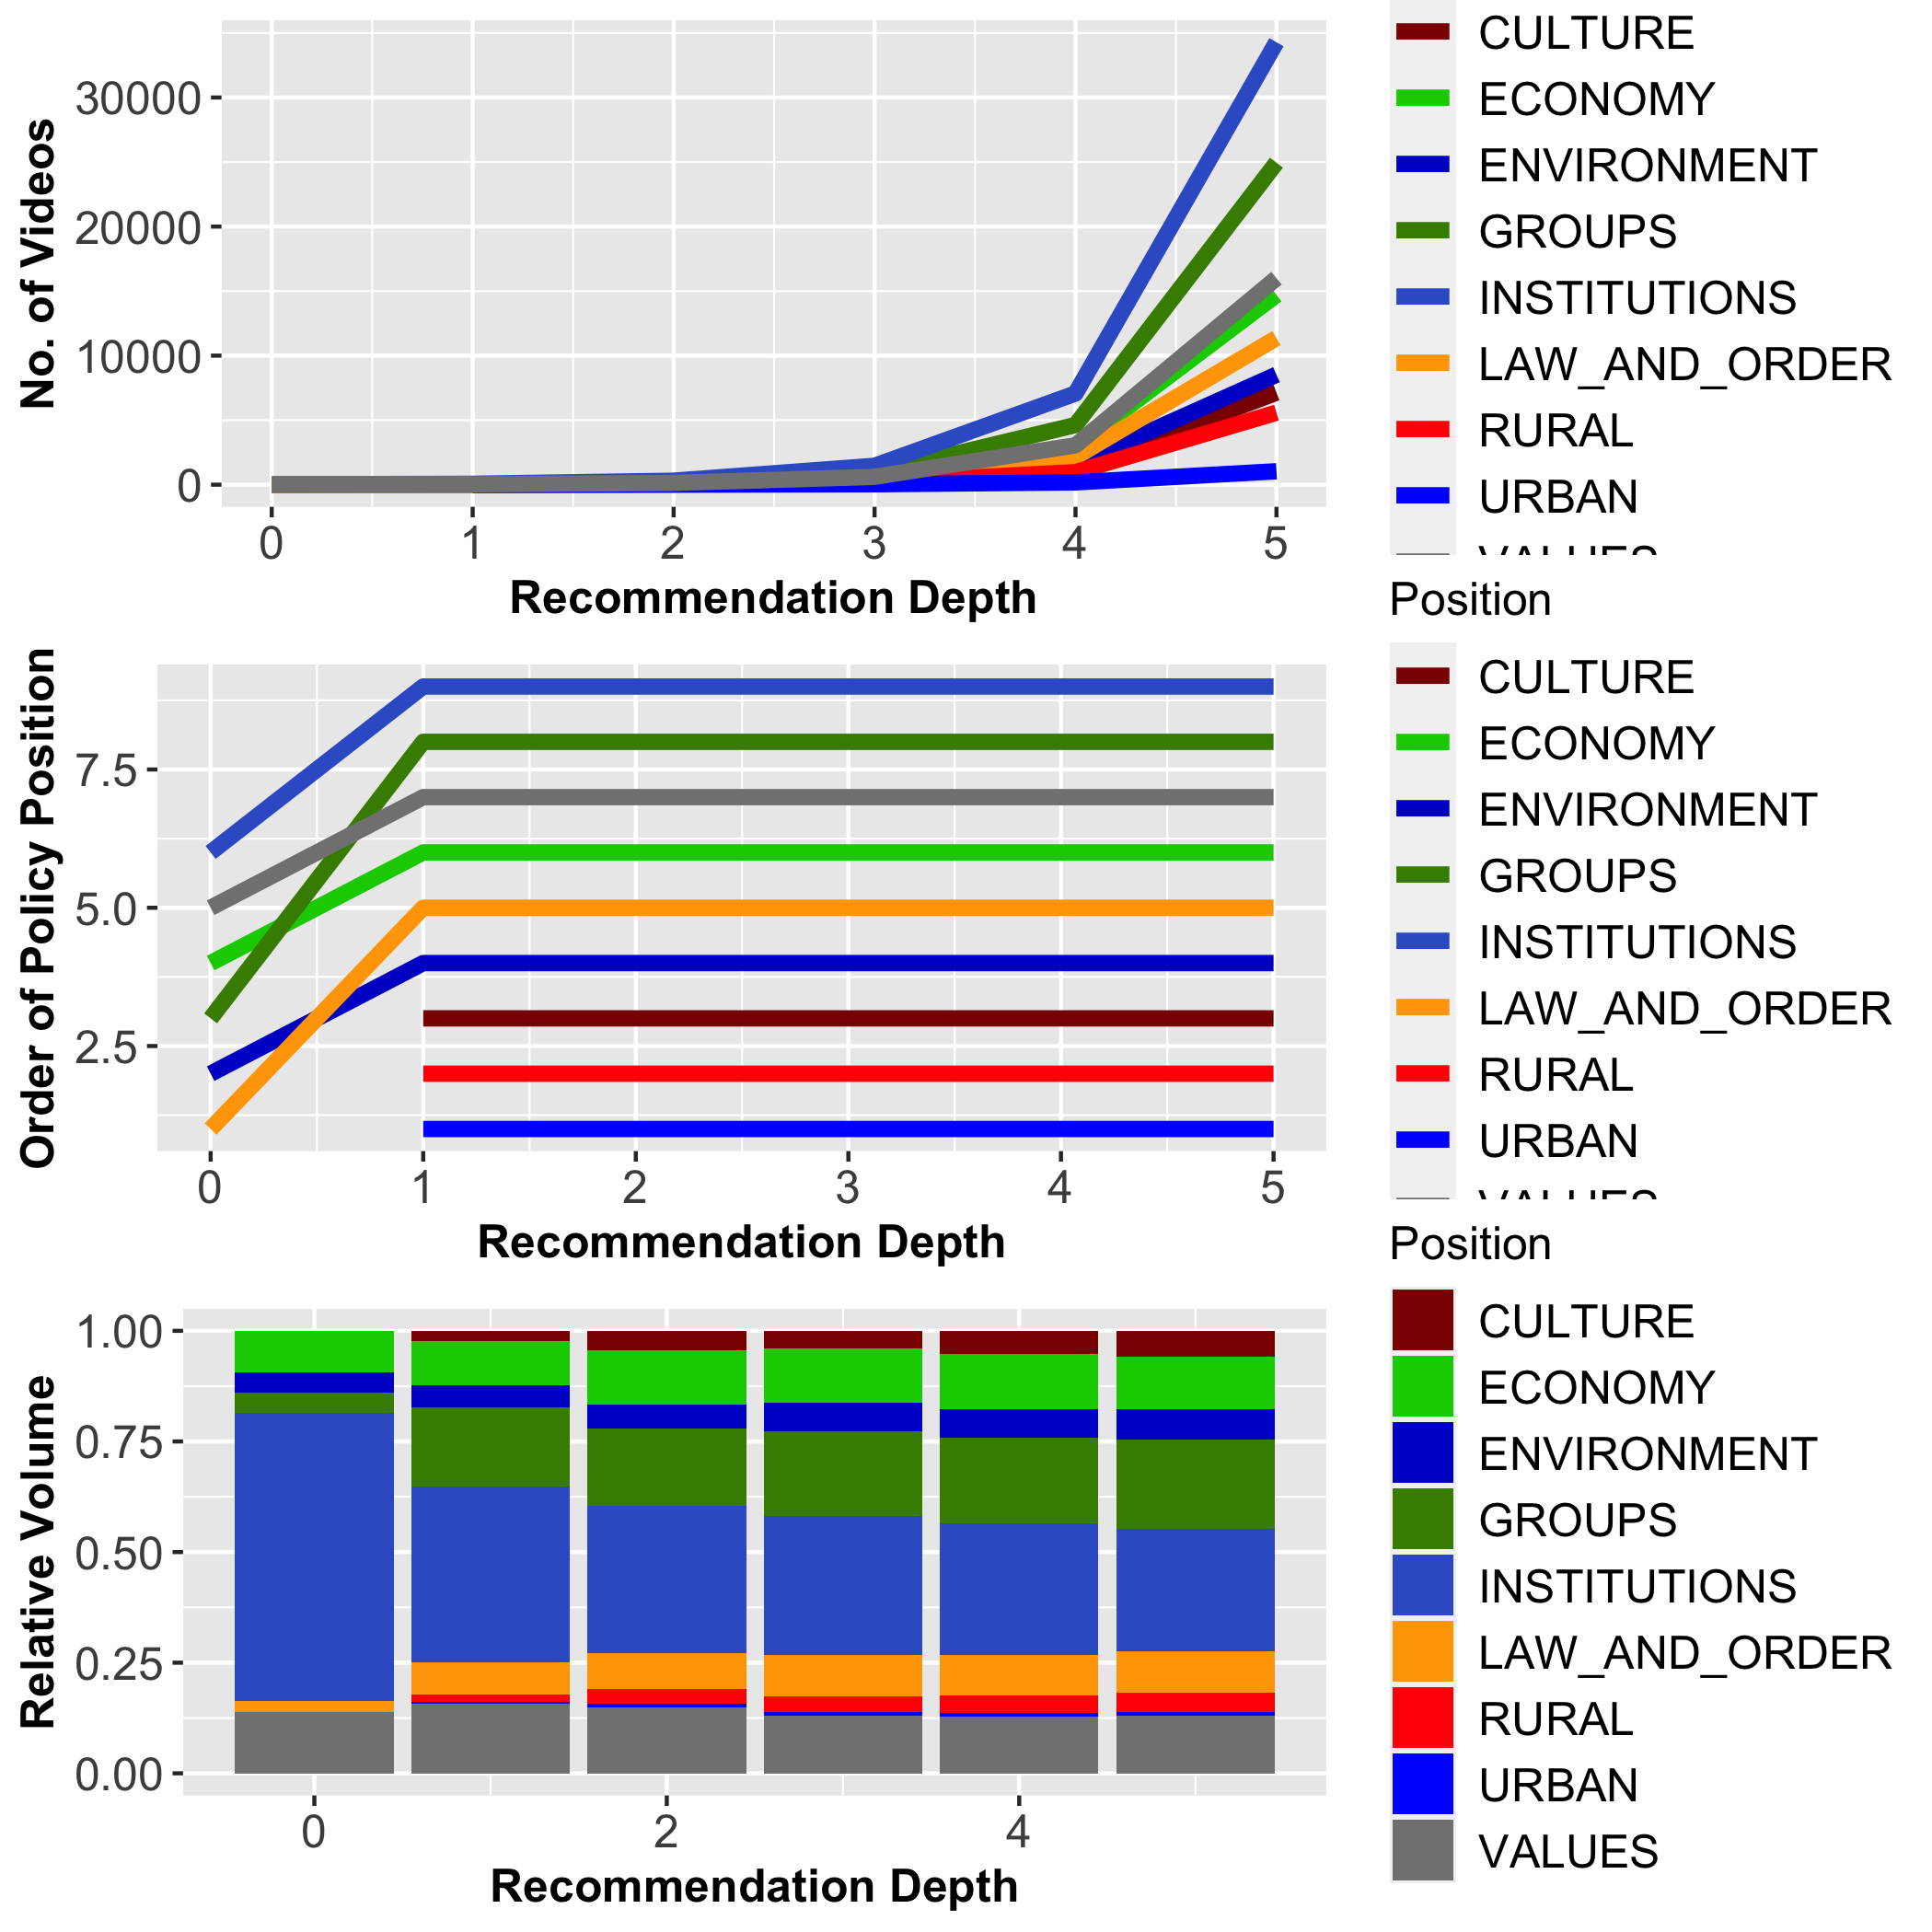 No. of Videos
30000
20000
10000
0
0 1 2 3 4 5
Recommendation Depth
CULTURE
ECONOMY
ENVIRONMENT
GROUPS
INSTITUTIONS
LAW_AND_ORDER
RURAL
URBAN
VALUES
Order of Policy Position
7.5
5.0
2.5
0 1 2 3 4 5
Recommendation Depth
Position
CULTURE
ECONOMY
ENVIRONMENT
GROUPS
INSTITUTIONS
LAW_AND_ORDER
RURAL
URBAN
VALUES
Relative Volume
1.00
0.75
0.50
0.25
0.00
0 2 4
Recommendation Depth
Position
CULTURE
ECONOMY
ENVIRONMENT
GROUPS
INSTITUTIONS
LAW_AND_ORDER
RURAL
URBAN
VALUES